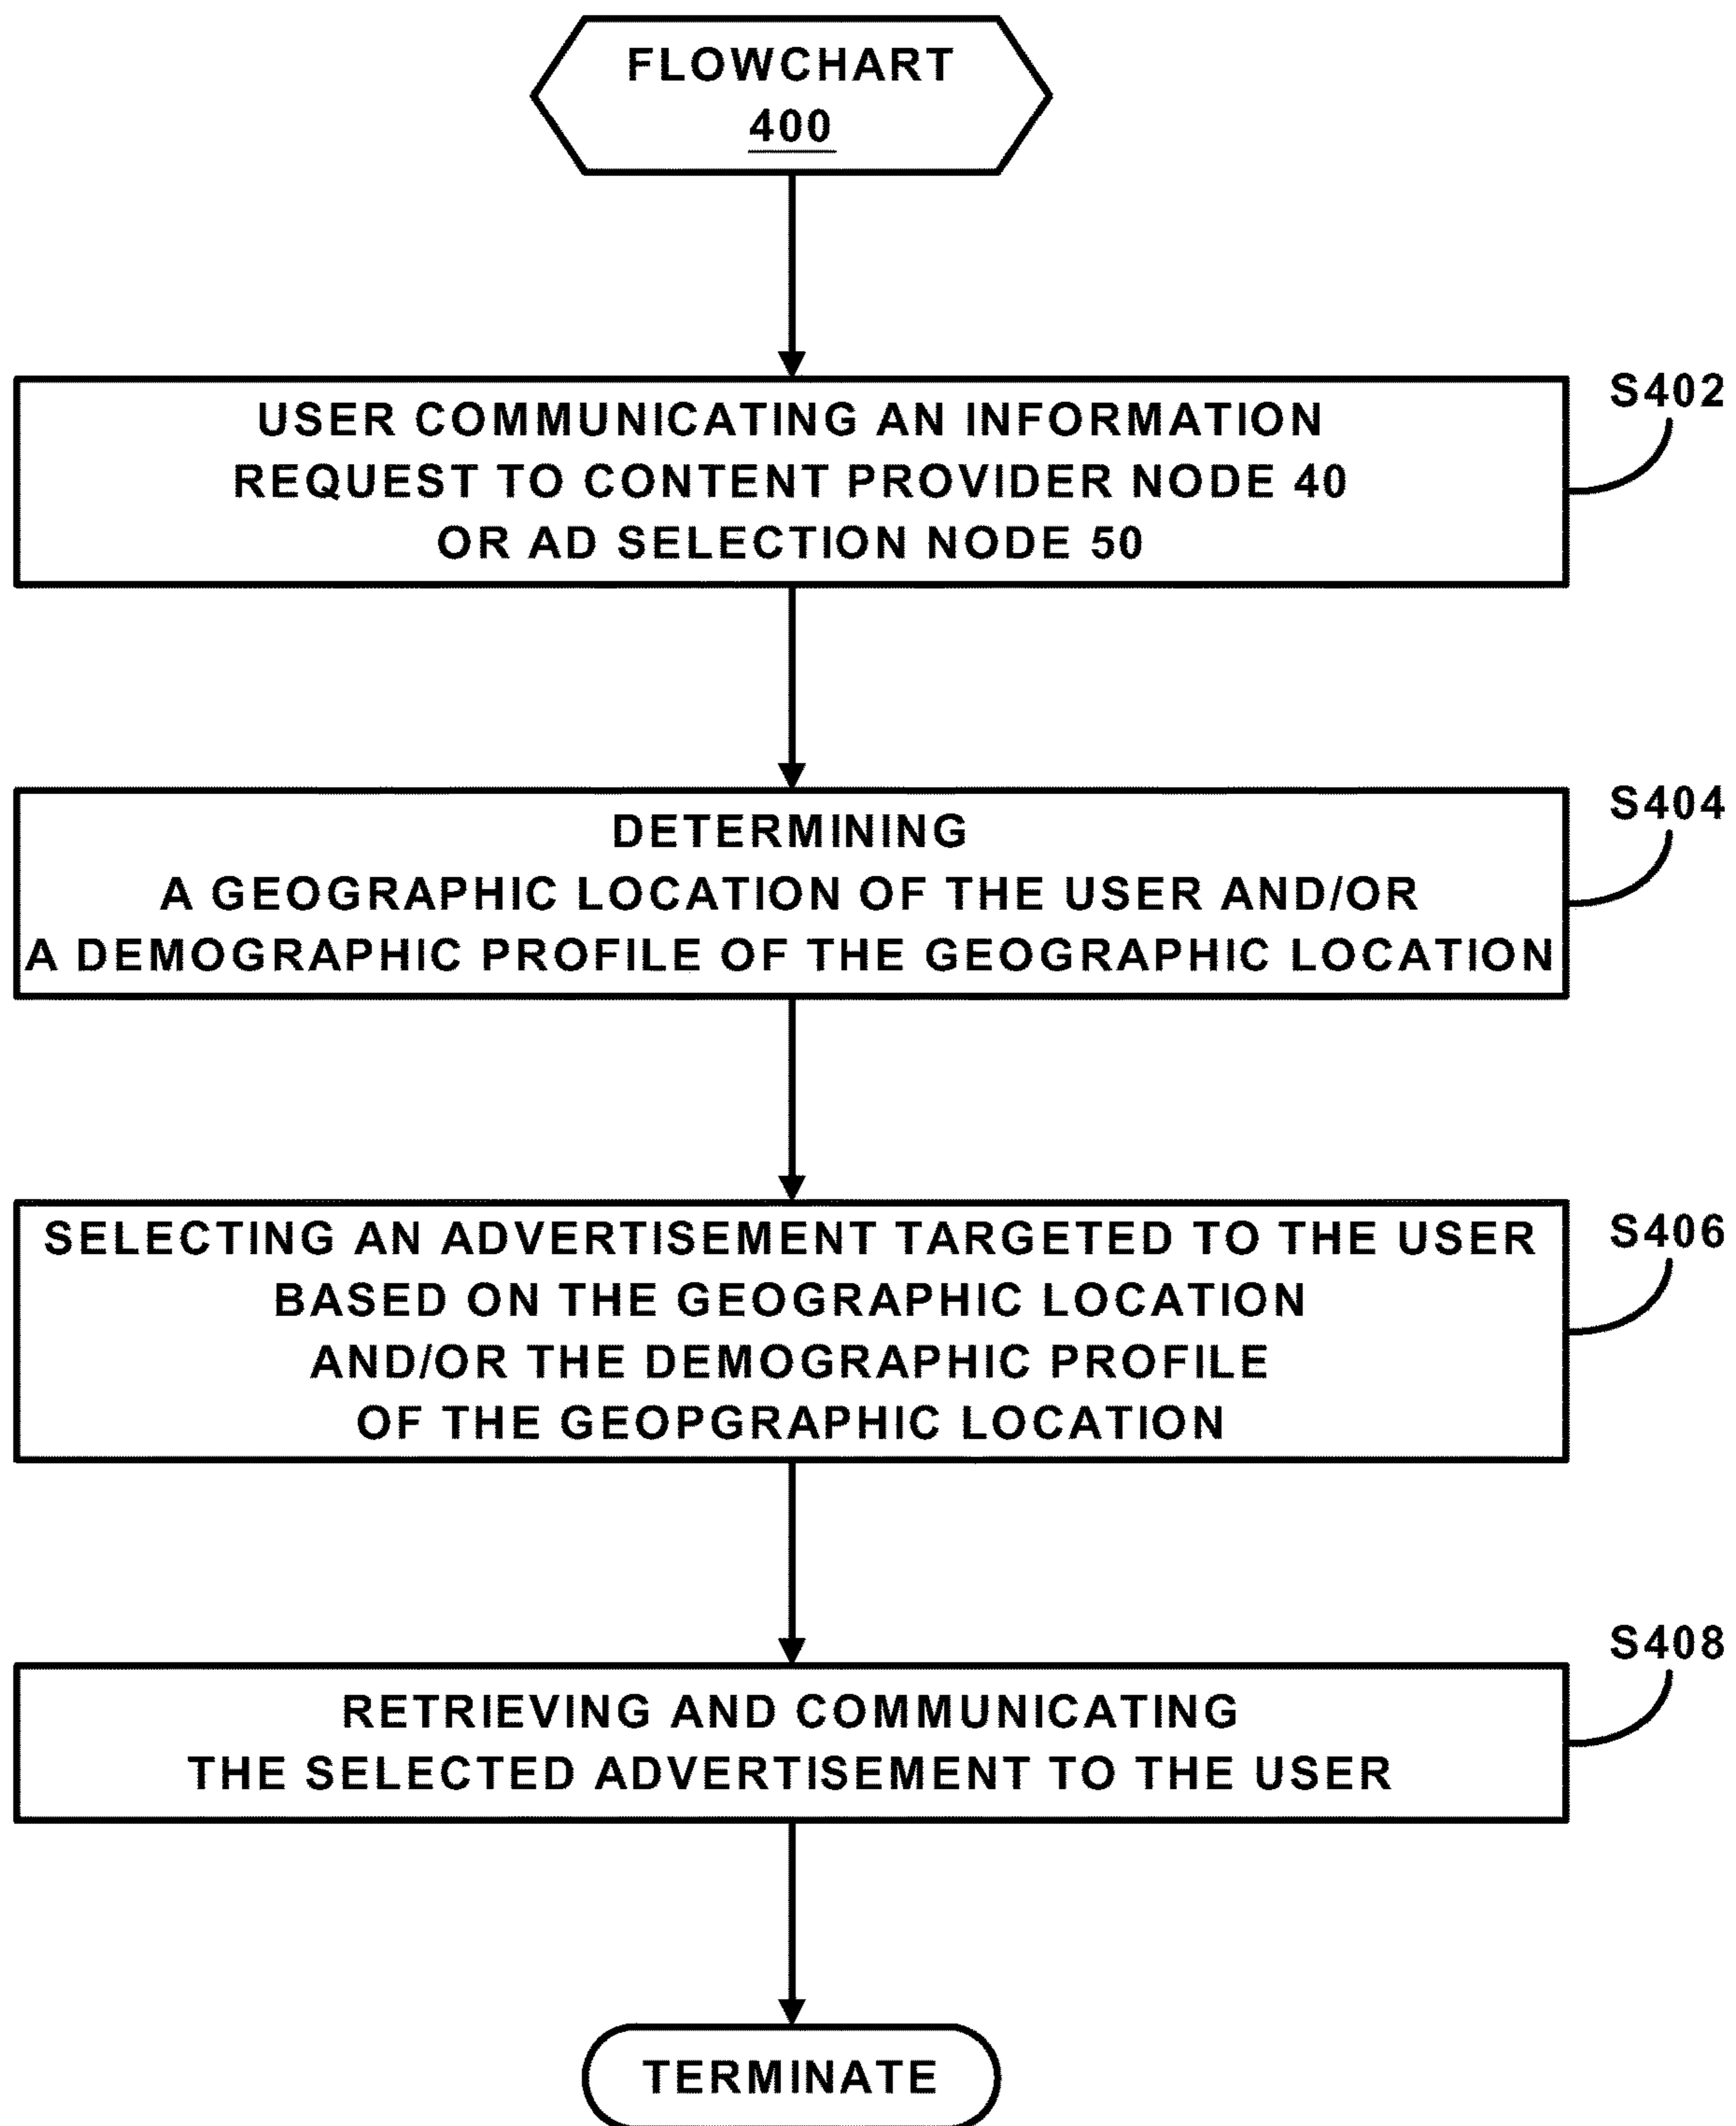 FLOWCHART
400
S402
USER COMMUNICATING AN INFORMATION
REQUEST TO CONTENT PROVIDER NODE 40
OR AD SELECTION NODE 50
S404
DETERMINING
A GEOGRAPHIC LOCATION OF THE USER AND/OR
A DEMOGRAPHIC PROFILE OF THE GEOGRAPHIC LOCATION
S406
SELECTING AN ADVERTISEMENT TARGETED TO THE USER
BASED ON THE GEOGRAPHIC LOCATION
AND/OR THE DEMOGRAPHIC PROFILE
OF THE GEOPGRAPHIC LOCATION
S408
RETRIEVING AND COMMUNICATING
THE SELECTED ADVERTISEMENT TO THE USER
TERMINATE